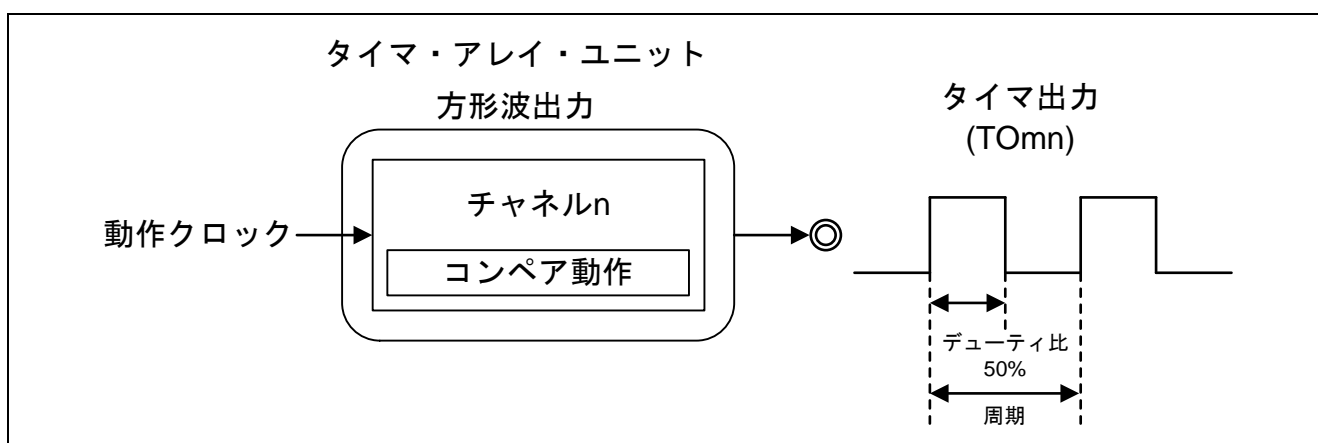 タイマ・アレイ・ユニット
方形波出力
動作クロック
チャネルn
コンペア動作
タイマ出力
(TOmn)
デューティ比
50%
周期